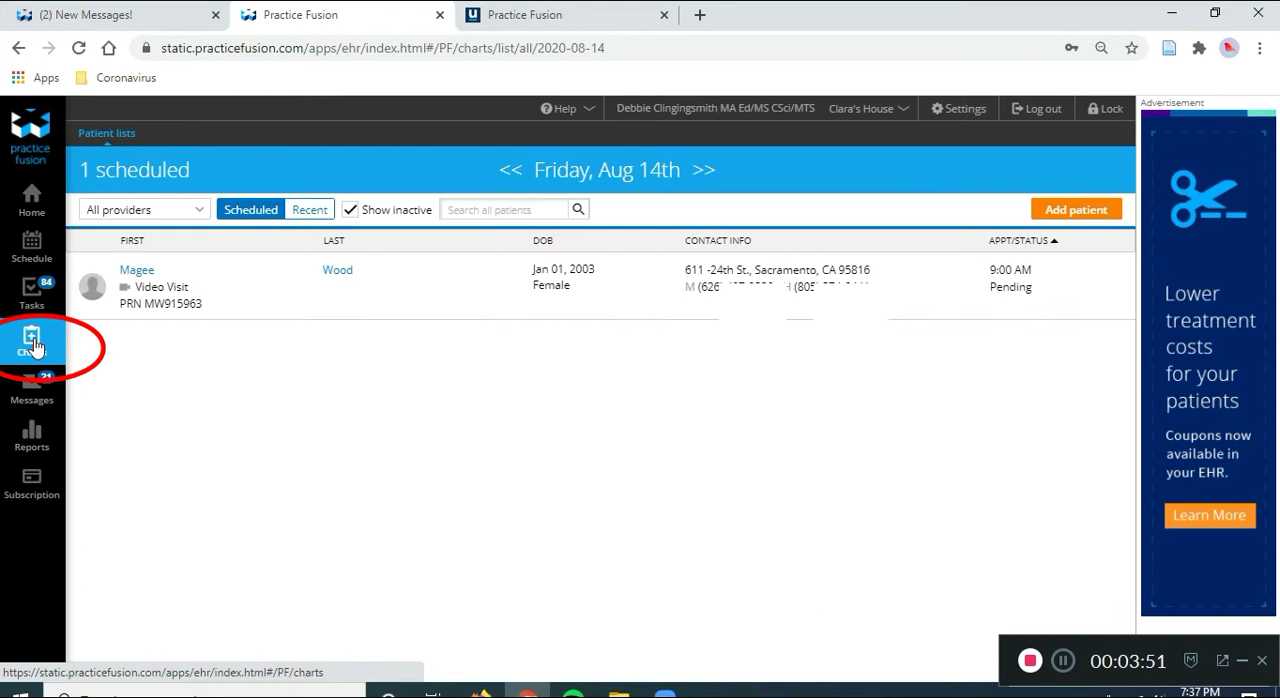 (2) New Messages!
Practice Fusion
Practice Fusion
static.practicefusion.com/apps/ehr/index.html#/PF/charts/list/all/2020-08-14
Apps
Coronavirus
practice
fusion
Help
Debbie Clingingsmith MA Ed/MS CSci/MTS
Clara's House
Settings
Log out
Lock
Patient lists
1 scheduled
<< Friday, Aug 14th >>
All providers
Scheduled
Recent
Show inactive
Search all patients
Add patient
FIRST
LAST
DOB
CONTACT INFO
APPT/STATUS
Magee
Wood
Jan 01, 2003
611 -24th St., Sacramento, CA 95816
9:00 AM
Video Visit
Female
M (626
(805
Pending
PRN MW915963
Home
Schedule
84
Tasks
21
Messages
Reports
Subscription
Advertisement
Lower
treatment
costs
for your
patients
Coupons now
available in
your EHR.
Learn More
https://static.practicefusion.com/apps/ehr/index.html#/PF/charts
00:03:51
7:37 PM